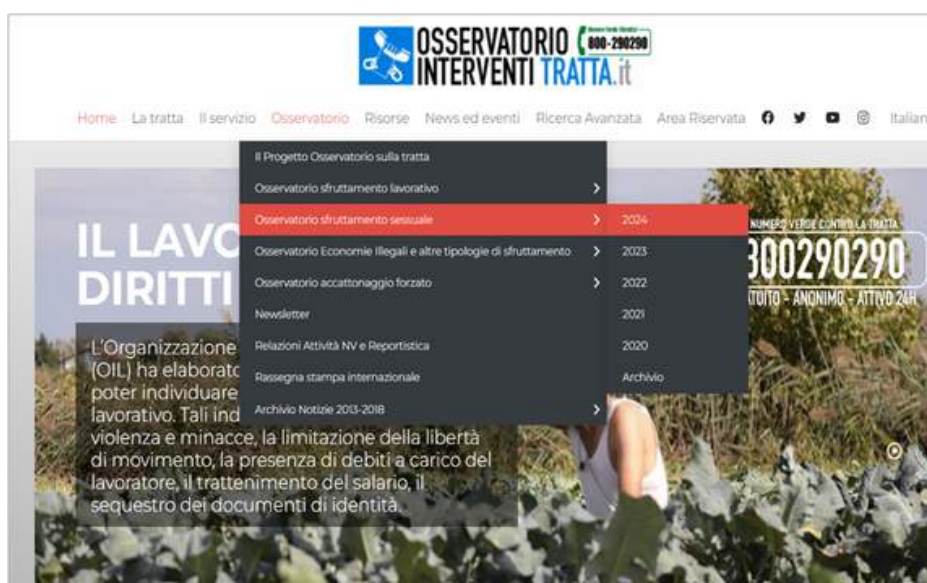 OSSERVATORIO
INTERVENTI TRATTA.it
800-290290
Home La tratta Il servizio Osservatorio Risorse News ed eventi Ricerca Avanzata Area Riservata Italian
Il Progetto Osservatorio sulla tratta
Osservatorio sfruttamento lavorativo
Osservatorio sfruttamento sessuale
Osservatorio Economie Illegali e altre tipologie di sfruttamento
Osservatorio accattonaggio forzato
Newsletter
Relazioni Attività NV e Reportistica
Rassegna stampa internazionale
Archivio Notizie 2013-2018
2024
2023
2022
2021
2020
Archivio
IL LAVO
DIRITTI
L'Organizzazione
(OIL) ha elaborato
poter individuare
lavorativo. Tali ind
violenza e minacce, la limitazione della libertà
di movimento, la presenza di debiti a carico del
lavoratore, il trattenimento del salario, il
sequestro dei documenti di identità.
NUMERO VERDE CONTRO LA TRATTA
800290290
TUITO - ANONIMO - ATTIVO 24H